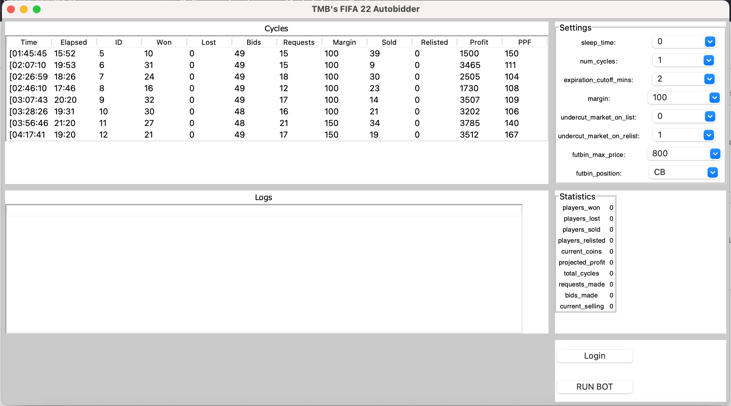 TMB's FIFA 22 Autobidder
Cycles
Time Elapsed ID Won Lost Bids Requests Margin Sold Relisted Profit PPF
[01:45:45 15:52 5 10 0 49 15 100 39 0 1500 150
[02:07:10 19:53 6 31 0 49 15 100 9 0 3465 111
[02:26:59 18:26 7 24 0 49 18 100 30 0 2505 104
[02:46:10 17:46 8 16 0 49 12 100 23 0 1730 108
[03:07:43 20:20 9 32 0 49 17 100 14 0 3507 109
[03:28:26 19:31 10 30 0 48 16 100 21 0 3202 106
[03:56:46 21:20 11 27 0 48 21 150 34 0 3785 140
[04:17:41 19:20 12 21 0 49 17 150 19 0 3512 167
Logs
Settings
sleep_time: 0
num_cycles: 1
expiration_cutoff_mins: 2
margin: 100
undercut_market_on_list: 0
undercut_market_on_relist: 1
futbin_max_price: 800
futbin_position: CB
Statistics
players_won 0
players_lost 0
players_sold 0
players_relisted 0
current_coins 0
projected_profit 0
total_cycles 0
requests_made 0
bids_made 0
current_selling 0
Login
RUN BOT